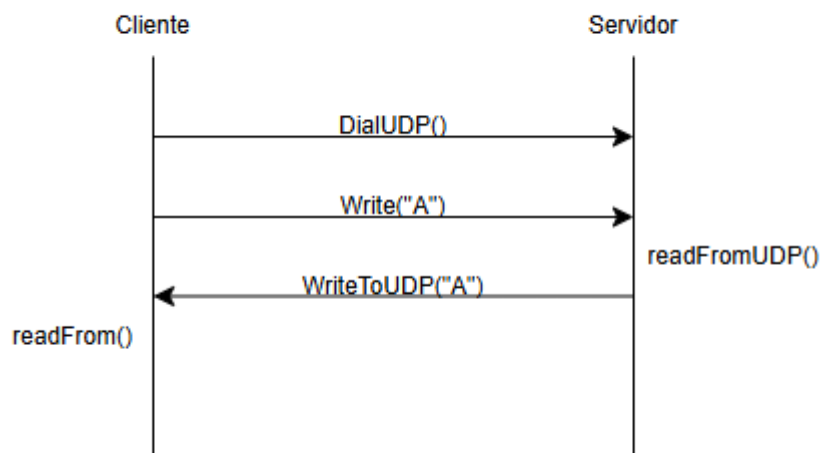 Cliente
Servidor
DialUDP()
Write("A")
readFromUDP()
WriteToUDP("A")
readFrom()